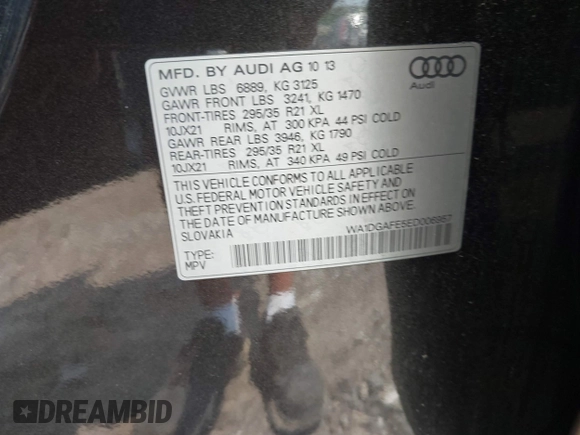 MFD. BY AUDI AG 10 13
GVWR LBS 6889, KG 3125
GAWR FRONT LBS 3241, KG 1470
FRONT-TIRES 295/35 R21 XL
10JX21 RIMS, AT 300 KPA 44 PSI COLD
GAWR REAR LBS 3946, KG 1790
REAR-TIRES 295/35 R21 XL
10JX21 RIMS, AT 340 KPA 49 PSI COLD
Audi
THIS VEHICLE CONFORMS TO ALL APPLICABLE
U.S. FEDERAL MOTOR VEHICLE SAFETY AND
THEFT PREVENTION STANDARDS IN EFFECT ON
THE DATE OF MANUFACTURE SHOWN ABOVE.
SLOVAKIA
WA1DGAFE5ED006957
TYPE:
MPV
DREAMBID